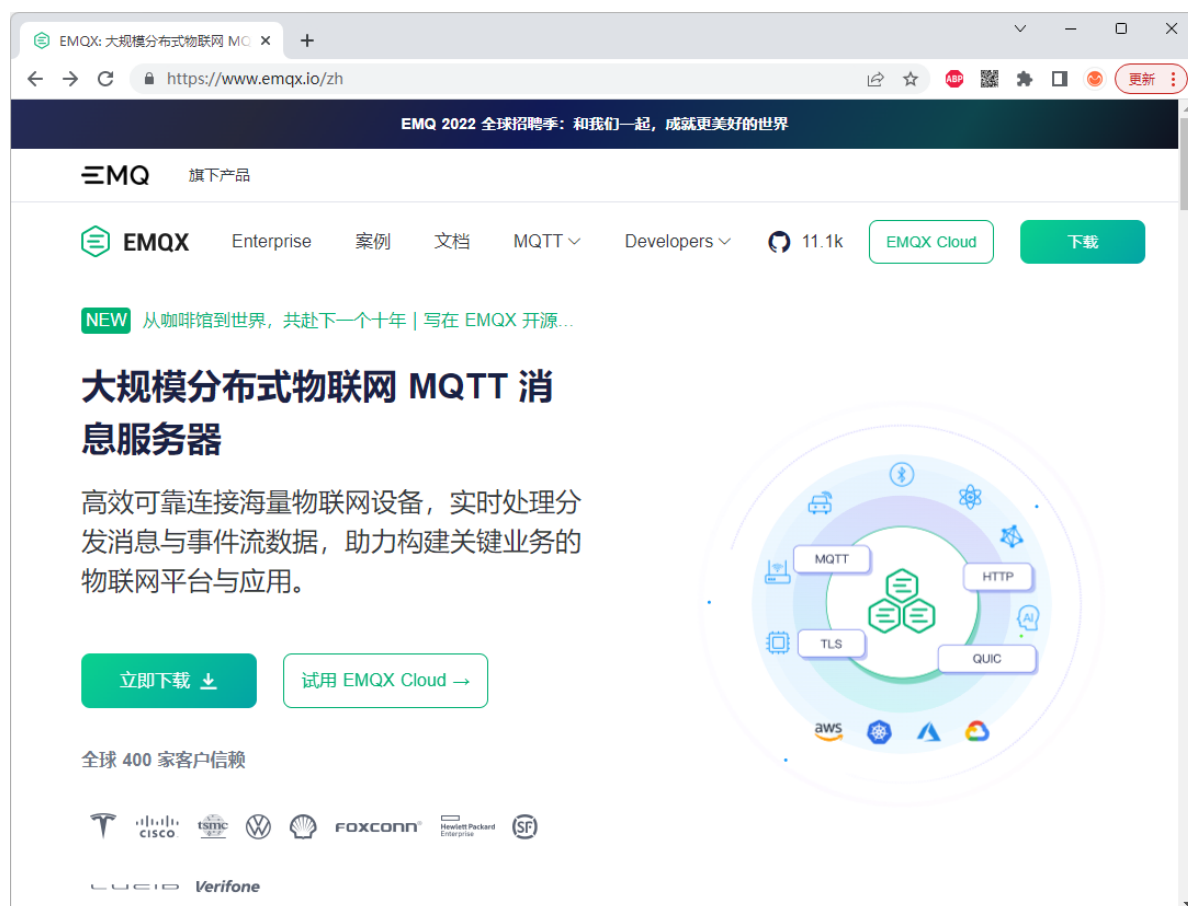 EMQX: 大规模分布式物联网 MQ
https://www.emqx.io/zh
ABP
更新
EMQ 2022 全球招聘季：和我们一起，成就更美好的世界
EMQ 旗下产品
EMQX Enterprise 案例 文档 MQTT Developers 11.1k EMQX Cloud 下载
NEW 从咖啡馆到世界，共赴下一个十年 | 写在 EMQX 开源...
大规模分布式物联网 MQTT 消
息服务器
高效可靠连接海量物联网设备，实时处理分
发消息与事件流数据，助力构建关键业务的
物联网平台与应用。
MQTT
HTTP
AI
TLS
QUIC
aws
立即下载 试用 EMQX Cloud →
全球 400 家客户信赖
CISCO tsmc FOXCONN Hewlett Packard
Enterprise SF
LUCID Verifone